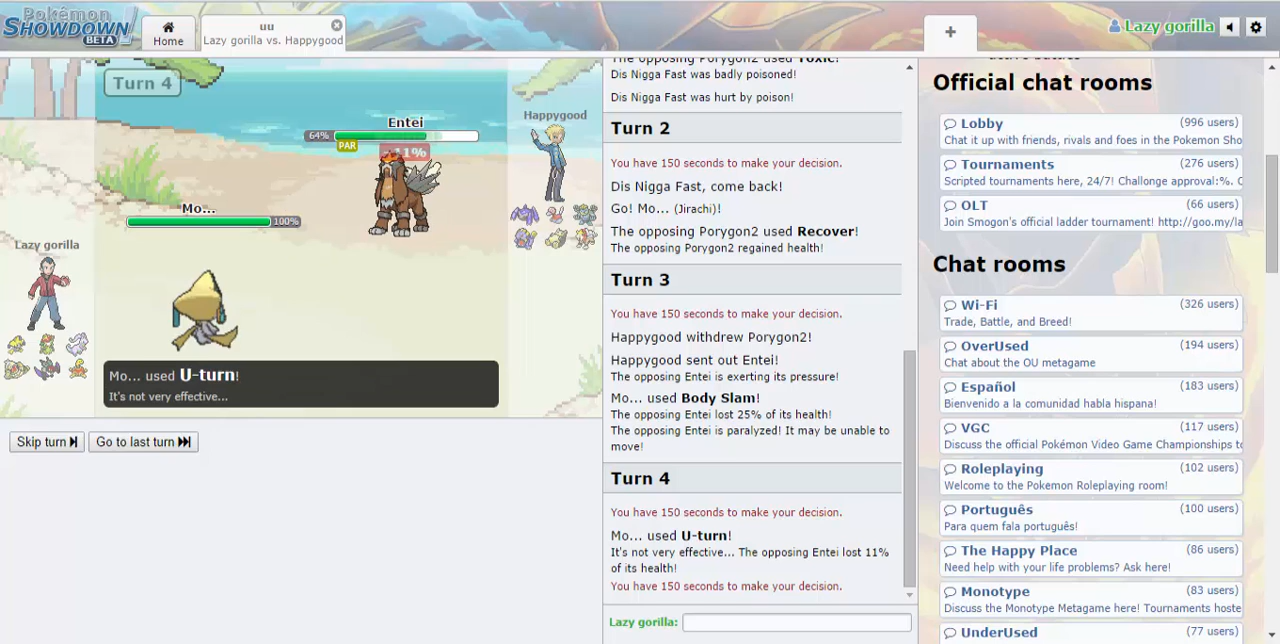 Pokémon
SHOWDOWN
BETA
Home
uu
Lazy gorilla vs. Happygood
+
Lazy gorilla
Turn 4
Entei
64%
PAR
11%
Happygood
Mo...
100%
Lazy gorilla
Mo... used U-turn!
It's not very effective...
Skip turn
Go to last turn
The opposing Porygon2 used Toxic!
Dis Nigga Fast was badly poisoned!
Dis Nigga Fast was hurt by poison!
Turn 2
You have 150 seconds to make your decision.
Dis Nigga Fast, come back!
Go! Mo... (Jirachi)!
The opposing Porygon2 used Recover!
The opposing Porygon2 regained health!
Turn 3
You have 150 seconds to make your decision.
Happygood withdrew Porygon2!
Happygood sent out Entei!
The opposing Entei is exerting its pressure!
Mo... used Body Slam!
The opposing Entei lost 25% of its health!
The opposing Entei is paralyzed! It may be unable to
move!
Turn 4
You have 150 seconds to make your decision.
Mo... used U-turn!
It's not very effective... The opposing Entei lost 11%
of its health!
You have 150 seconds to make your decision.
Lazy gorilla:
Official chat rooms
Lobby (996 users)
Chat it up with friends, rivals and foes in the Pokemon Sho
Tournaments (276 users)
Scripted tournaments here, 24/7! Challonge approval:%. C
OLT (66 users)
Join Smogon's official ladder tournament! http://goo.my/la
Chat rooms
Wi-Fi (326 users)
Trade, Battle, and Breed!
OverUsed (194 users)
Chat about the OU metagame
Español (183 users)
Bienvenido a la comunidad habla hispana!
VGC (117 users)
Discuss the official Pokémon Video Game Championships to
Roleplaying (102 users)
Welcome to the Pokemon Roleplaying room!
Português (100 users)
Para quem fala português!
The Happy Place (86 users)
Need help with your life problems? Ask here!
Monotype (83 users)
Discuss the Monotype Metagame here! Tournaments hoste
UnderUsed (77 users)